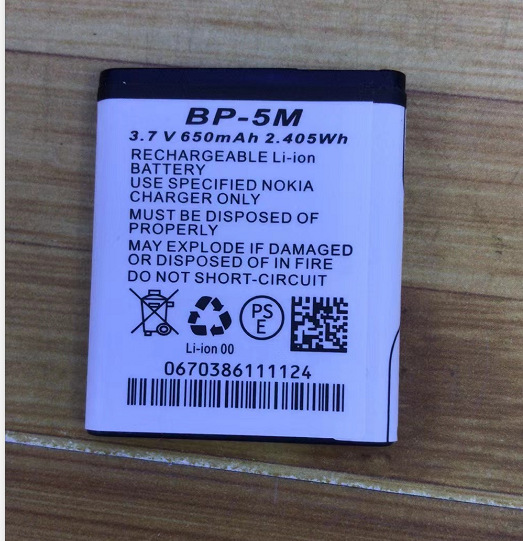 BP-5M
3.7 V 650mAh 2.405Wh
RECHARGEABLE Li-ion
BATTERY
USE SPECIFIED NOKIA
CHARGER ONLY
MUST BE DISPOSED OF
PROPERLY
MAY EXPLODE IF DAMAGED
OR DISPOSED OF IN FIRE
DO NOT SHORT-CIRCUIT
PS
E
Li-ion 00
0670386111124